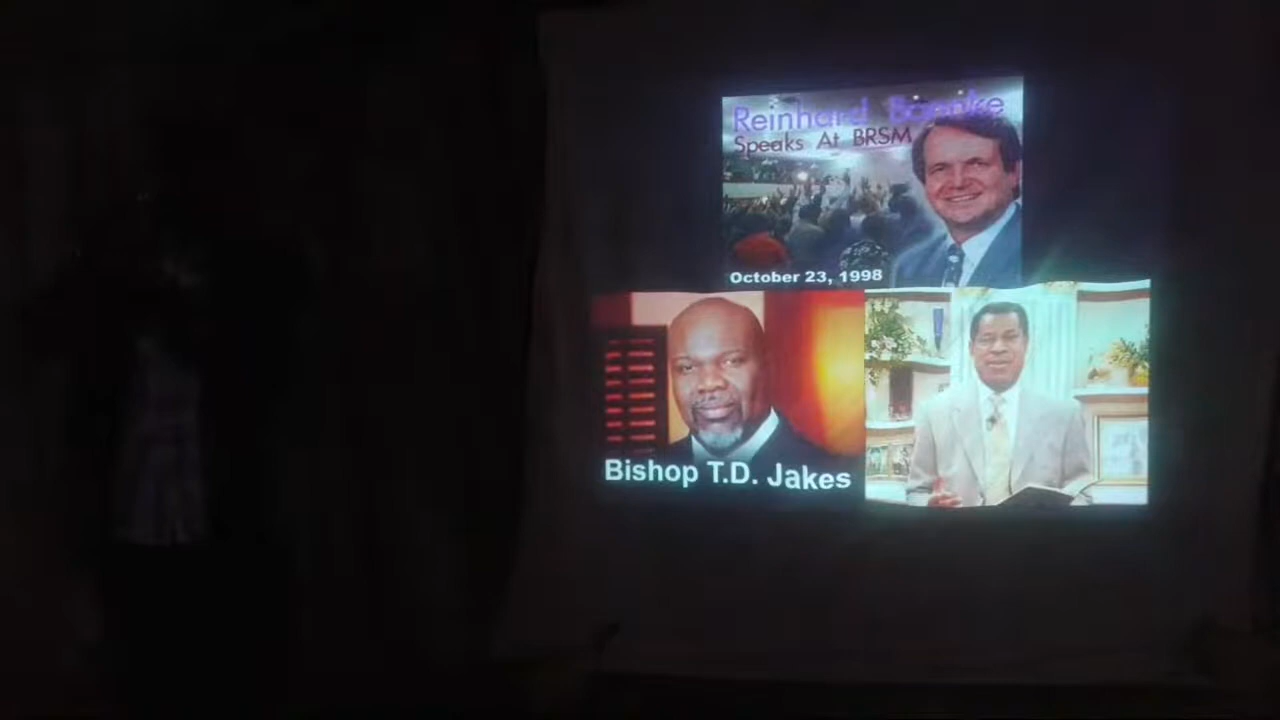 Reinhard Bonnke
Speaks At BRSM
October 23, 1998
Bishop T.D. Jakes